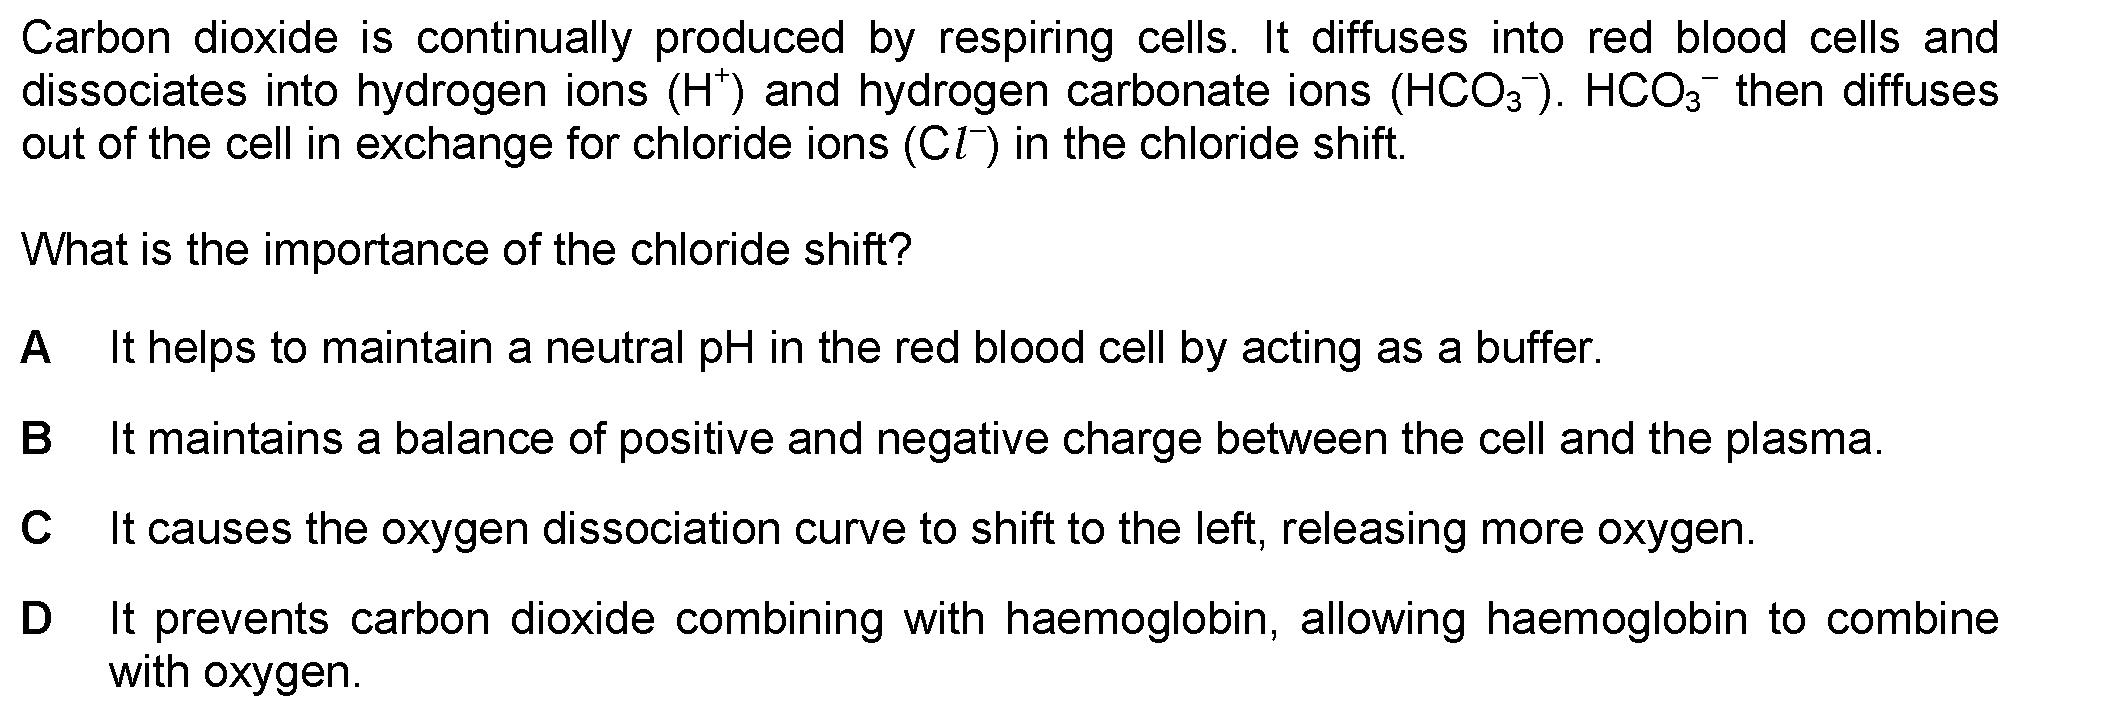 Carbon dioxide is continually produced by respiring cells. It diffuses into red blood cells and
dissociates into hydrogen ions (H⁺) and hydrogen carbonate ions (HCO₃⁻). HCO₃⁻ then diffuses
out of the cell in exchange for chloride ions (Cl⁻) in the chloride shift.
What is the importance of the chloride shift?
A It helps to maintain a neutral pH in the red blood cell by acting as a buffer.
B It maintains a balance of positive and negative charge between the cell and the plasma.
C It causes the oxygen dissociation curve to shift to the left, releasing more oxygen.
D It prevents carbon dioxide combining with haemoglobin, allowing haemoglobin to combine
with oxygen.